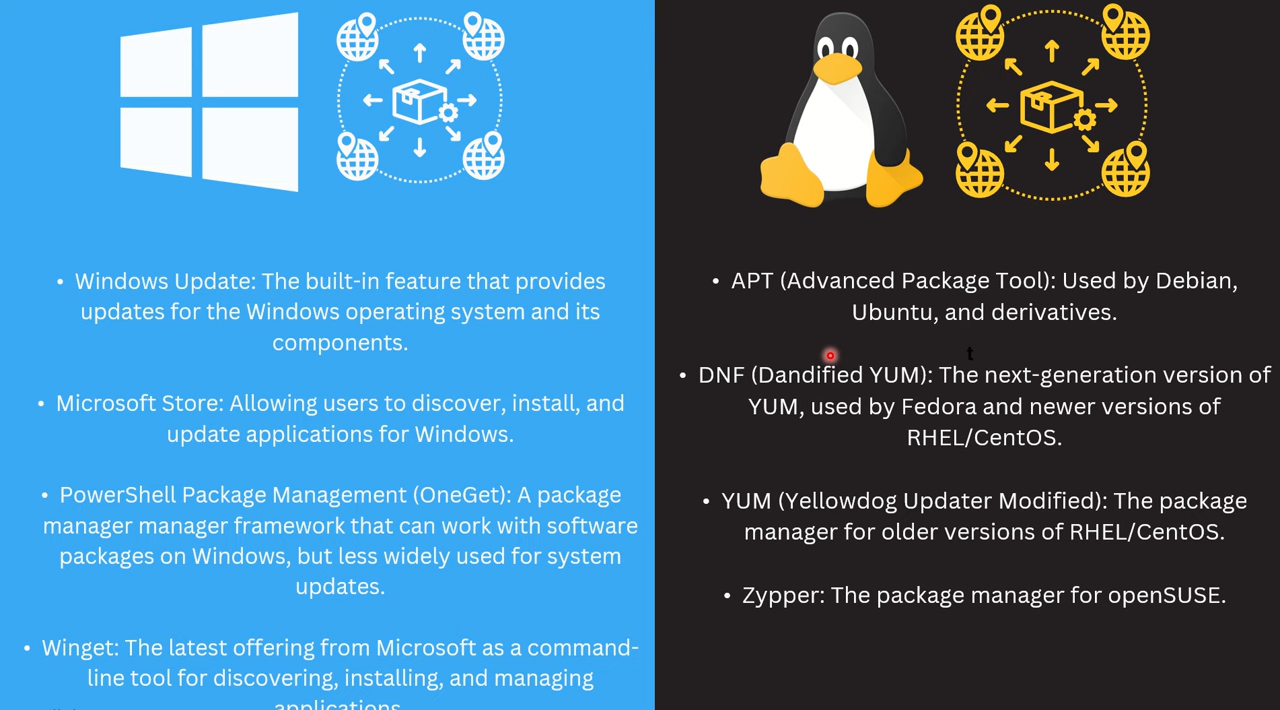 • Windows Update: The built-in feature that provides
updates for the Windows operating system and its
components.
• Microsoft Store: Allowing users to discover, install, and
update applications for Windows.
• PowerShell Package Management (OneGet): A package
manager manager framework that can work with software
packages on Windows, but less widely used for system
updates.
• Winget: The latest offering from Microsoft as a command-
line tool for discovering, installing, and managing
applications.
• APT (Advanced Package Tool): Used by Debian,
Ubuntu, and derivatives.
t
• DNF (Dandified YUM): The next-generation version of
YUM, used by Fedora and newer versions of
RHEL/CentOS.
• YUM (Yellowdog Updater Modified): The package
manager for older versions of RHEL/CentOS.
• Zypper: The package manager for openSUSE.